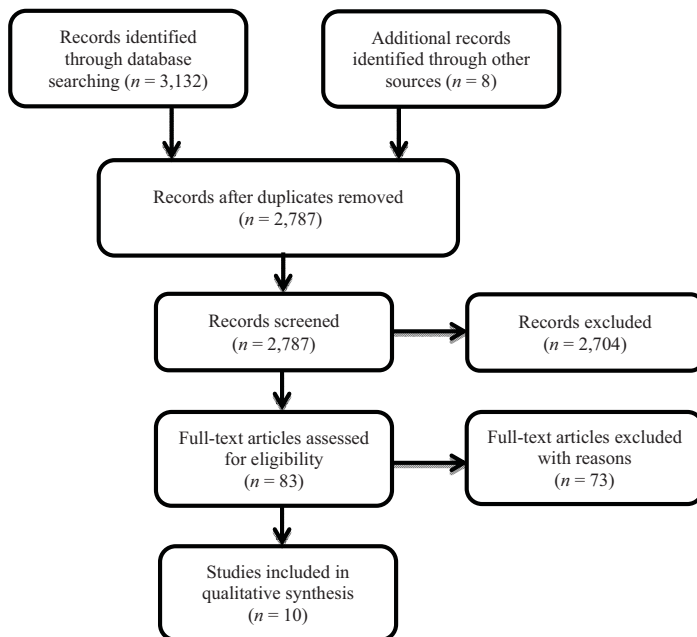 Records identified
through database
searching (n = 3,132)
Additional records
identified through other
sources (n = 8)
Records after duplicates removed
(n = 2,787)
Records screened
(n = 2,787)
Records excluded
(n = 2,704)
Full-text articles assessed
for eligibility
(n = 83)
Full-text articles excluded
with reasons
(n = 73)
Studies included in
qualitative synthesis
(n = 10)